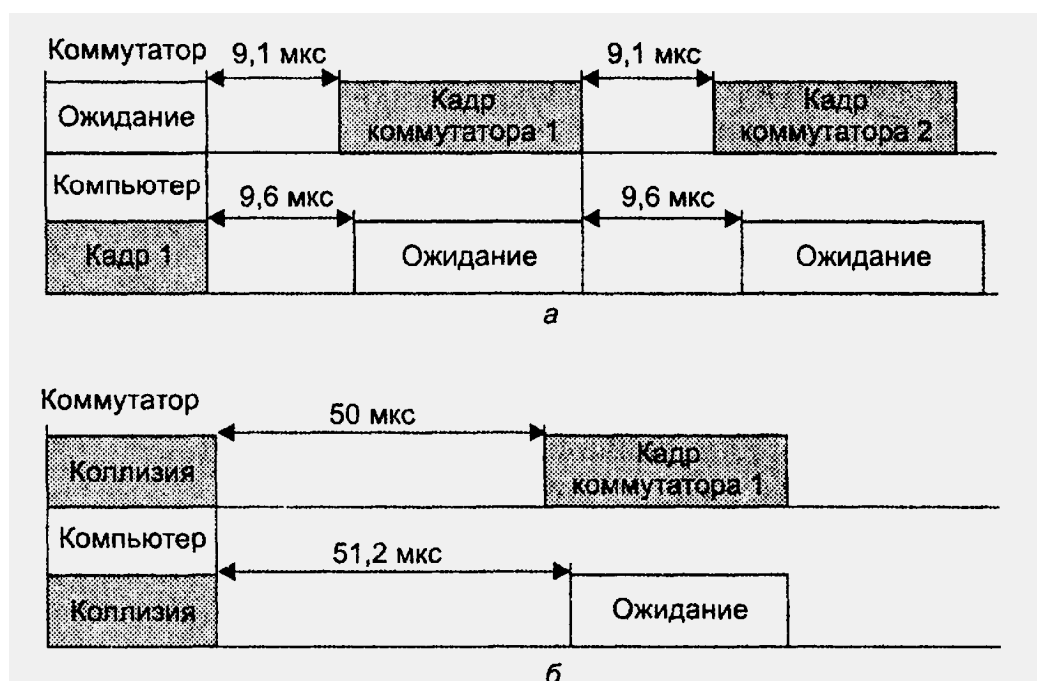 Коммутатор
9,1 мкс
9,1 мкс
Ожидание
Кадр
коммутатора 1
Кадр
коммутатора 2
Компьютер
9,6 мкс
9,6 мкс
Кадр 1
Ожидание
Ожидание
а
Коммутатор
50 мкс
Коллизия
Кадр
коммутатора 1
Компьютер
51,2 мкс
Коллизия
Ожидание
б